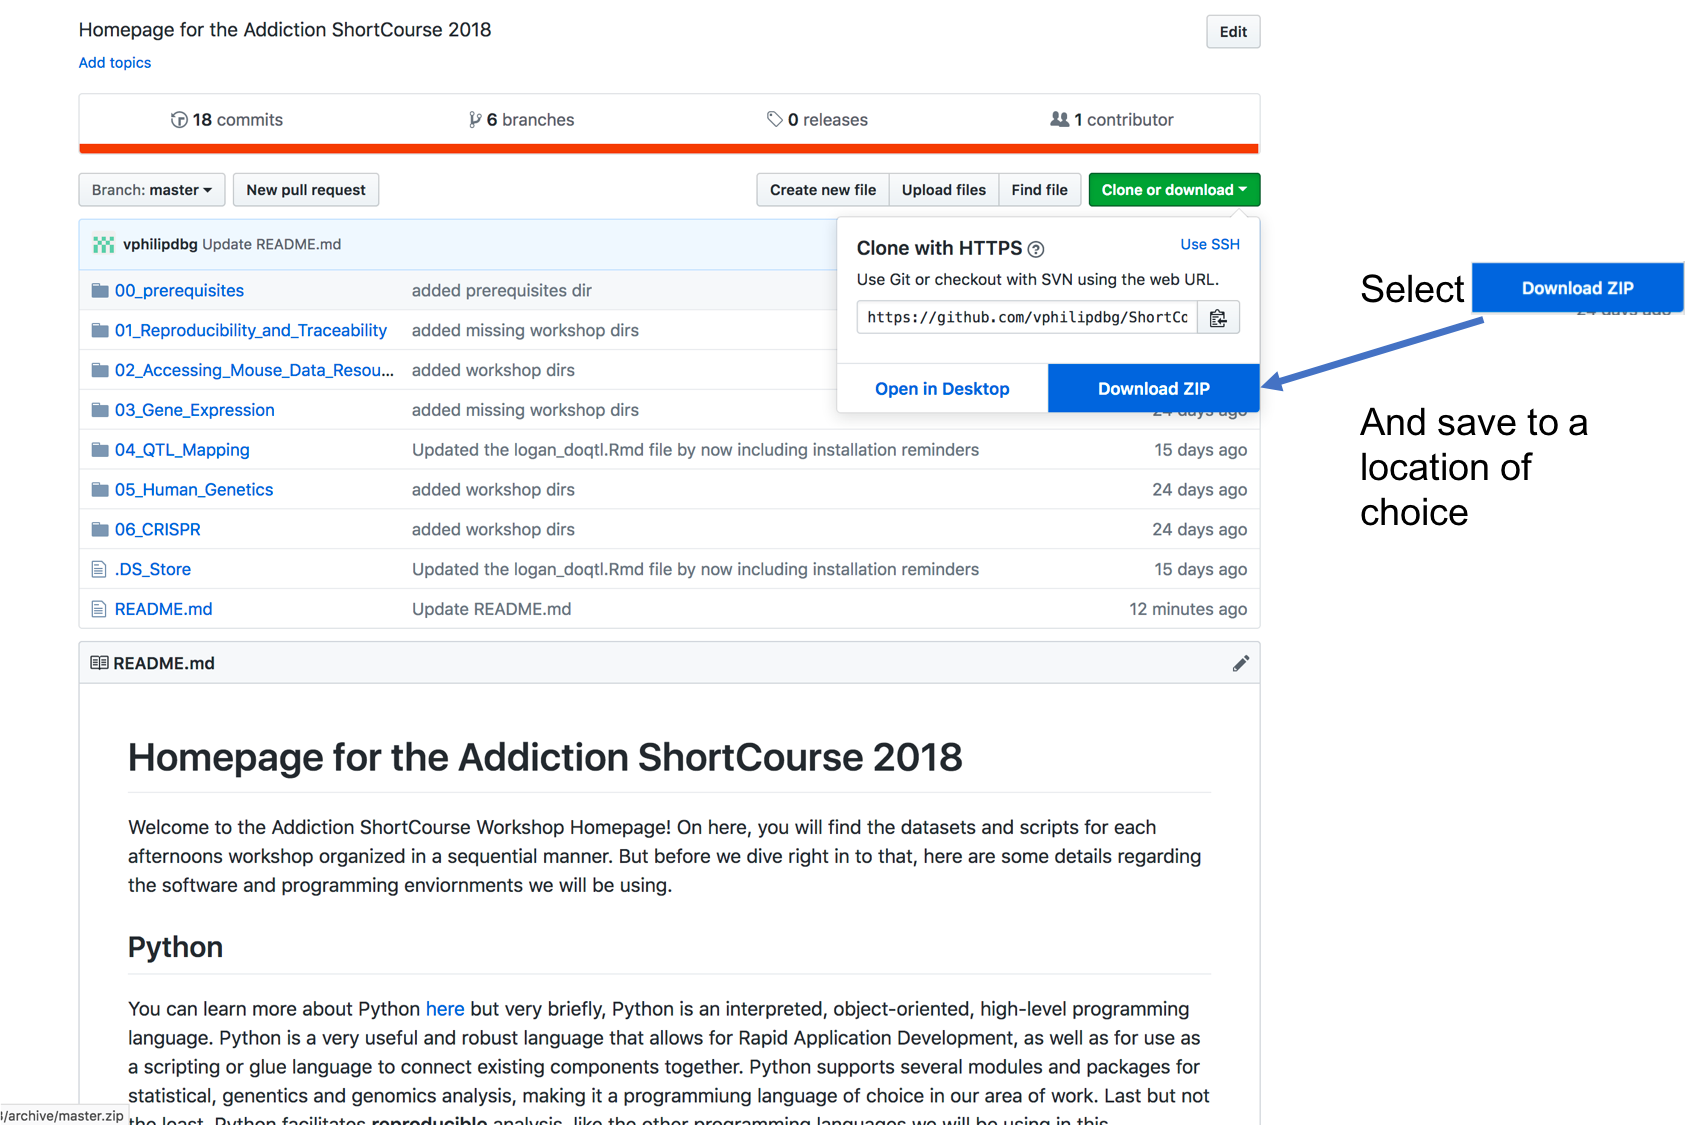 Homepage for the Addiction ShortCourse 2018
Edit
Add topics
18 commits
6 branches
0 releases
1 contributor
Branch: master
New pull request
Create new file
Upload files
Find file
Clone or download
vphilipdbg Update README.md
Clone with HTTPS
Use SSH
Use Git or checkout with SVN using the web URL.
https://github.com/vphilipdbg/ShortCo
Open in Desktop
Download ZIP
Select
Download ZIP
24 days ago
And save to a
location of
choice
00_prerequisites added prerequisites dir
01_Reproducibility_and_Traceability added missing workshop dirs
02_Accessing_Mouse_Data_Resou... added workshop dirs
03_Gene_Expression added missing workshop dirs 24 days ago
04_QTL_Mapping Updated the logan_doqtl.Rmd file by now including installation reminders 15 days ago
05_Human_Genetics added workshop dirs 24 days ago
06_CRISPR added workshop dirs 24 days ago
.DS_Store Updated the logan_doqtl.Rmd file by now including installation reminders 15 days ago
README.md Update README.md 12 minutes ago
README.md
Homepage for the Addiction ShortCourse 2018
Welcome to the Addiction ShortCourse Workshop Homepage! On here, you will find the datasets and scripts for each
afternoons workshop organized in a sequential manner. But before we dive right in to that, here are some details regarding
the software and programming enviornments we will be using.
Python
You can learn more about Python here but very briefly, Python is an interpreted, object-oriented, high-level programming
language. Python is a very useful and robust language that allows for Rapid Application Development, as well as for use as
a scripting or glue language to connect existing components together. Python supports several modules and packages for
statistical, genentics and genomics analysis, making it a programmiung language of choice in our area of work. Last but not
the least, Python facilitates reproducible analysis, like the other programming languages we will be using in this
/archive/master.zip